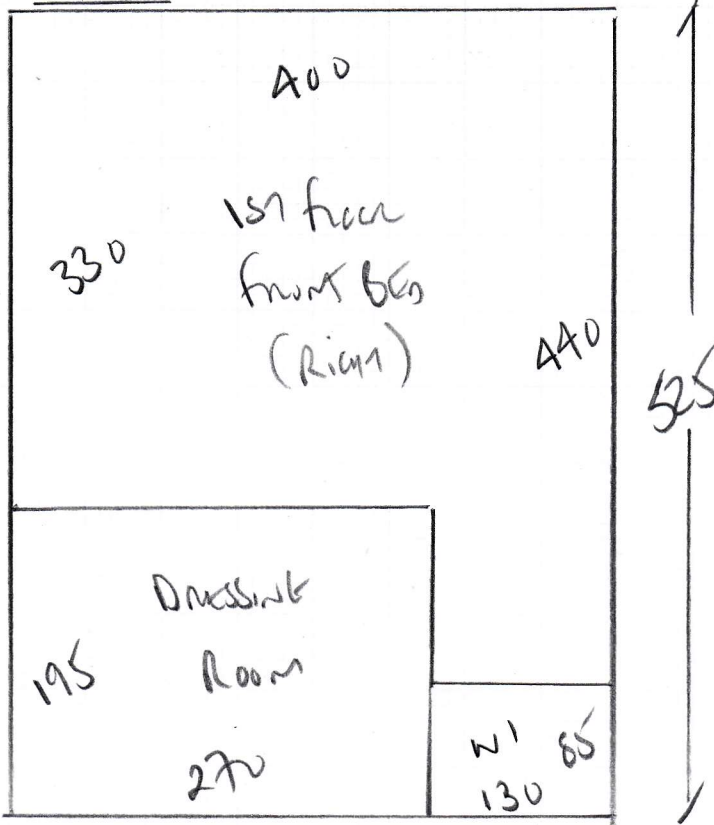 400
1ST floor
FRONT BED
(RIGHT)
330
440
525
DRESSING
ROOM
195
270
W1 85
130